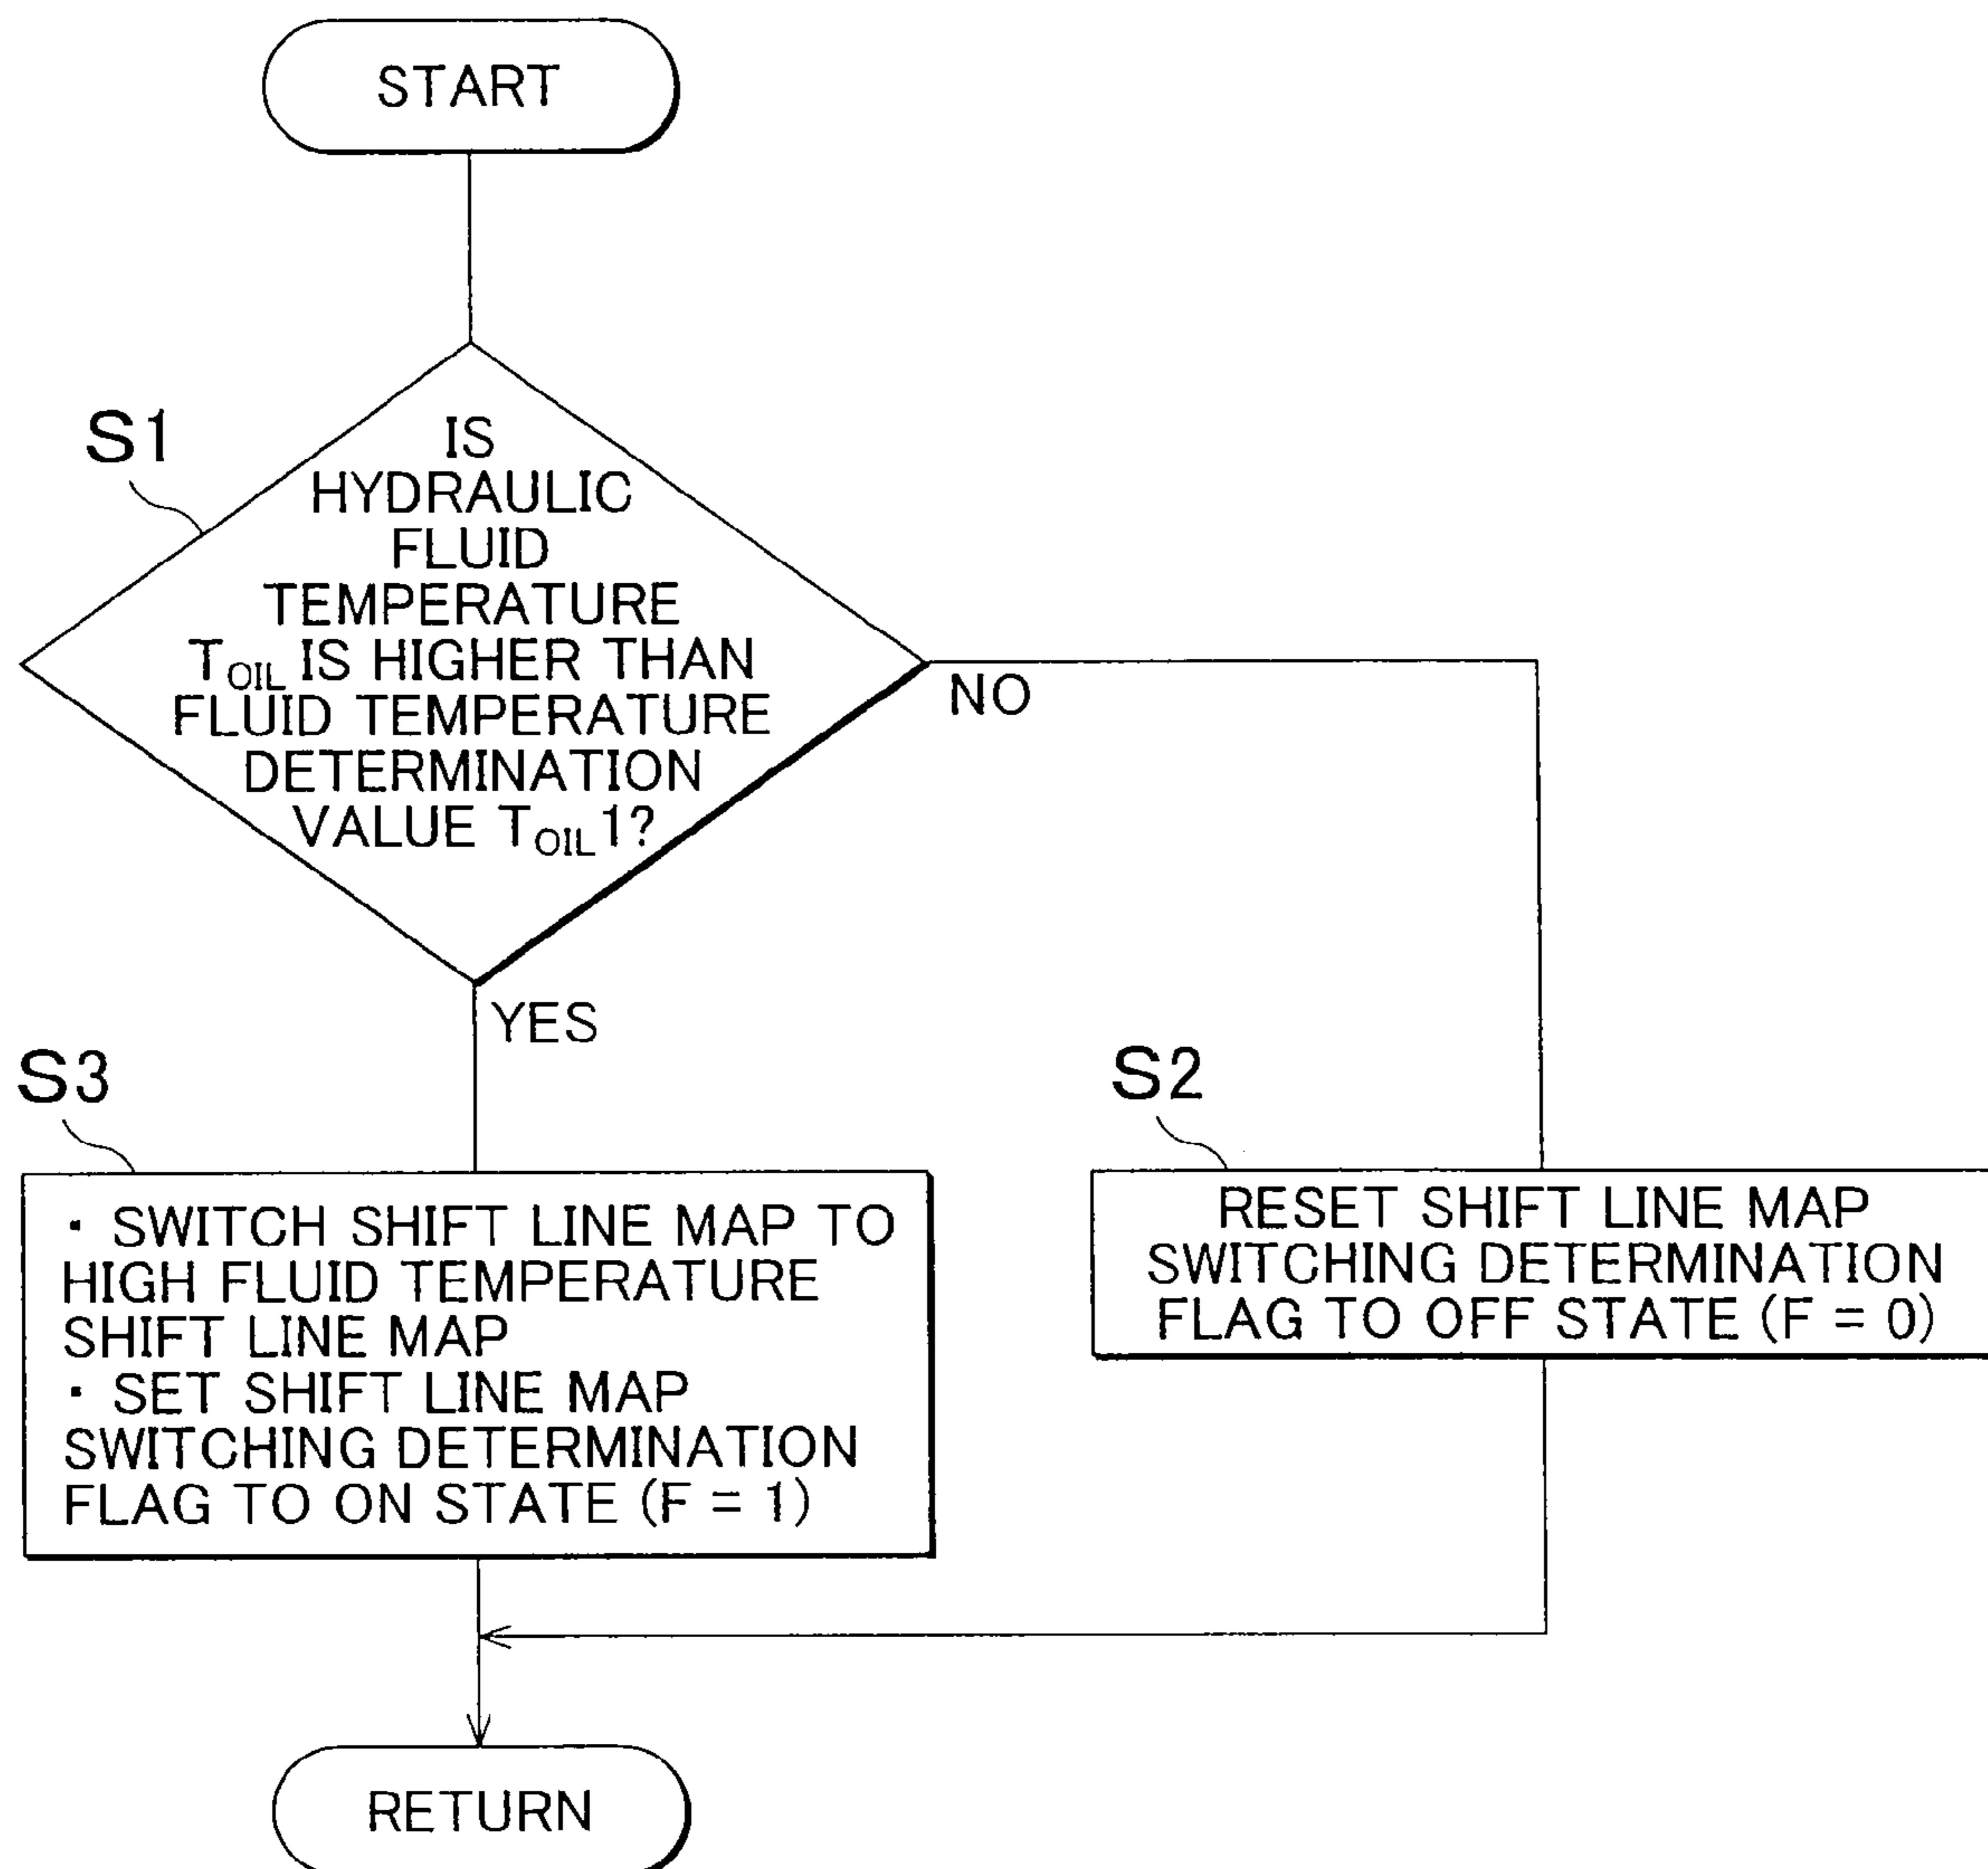 START
S1
IS
HYDRAULIC
FLUID
TEMPERATURE
TOIL IS HIGHER THAN
FLUID TEMPERATURE
DETERMINATION
VALUE TOIL1?
NO
YES
S3
· SWITCH SHIFT LINE MAP TO
HIGH FLUID TEMPERATURE
SHIFT LINE MAP
· SET SHIFT LINE MAP
SWITCHING DETERMINATION
FLAG TO ON STATE (F = 1)
S2
RESET SHIFT LINE MAP
SWITCHING DETERMINATION
FLAG TO OFF STATE (F = 0)
RETURN